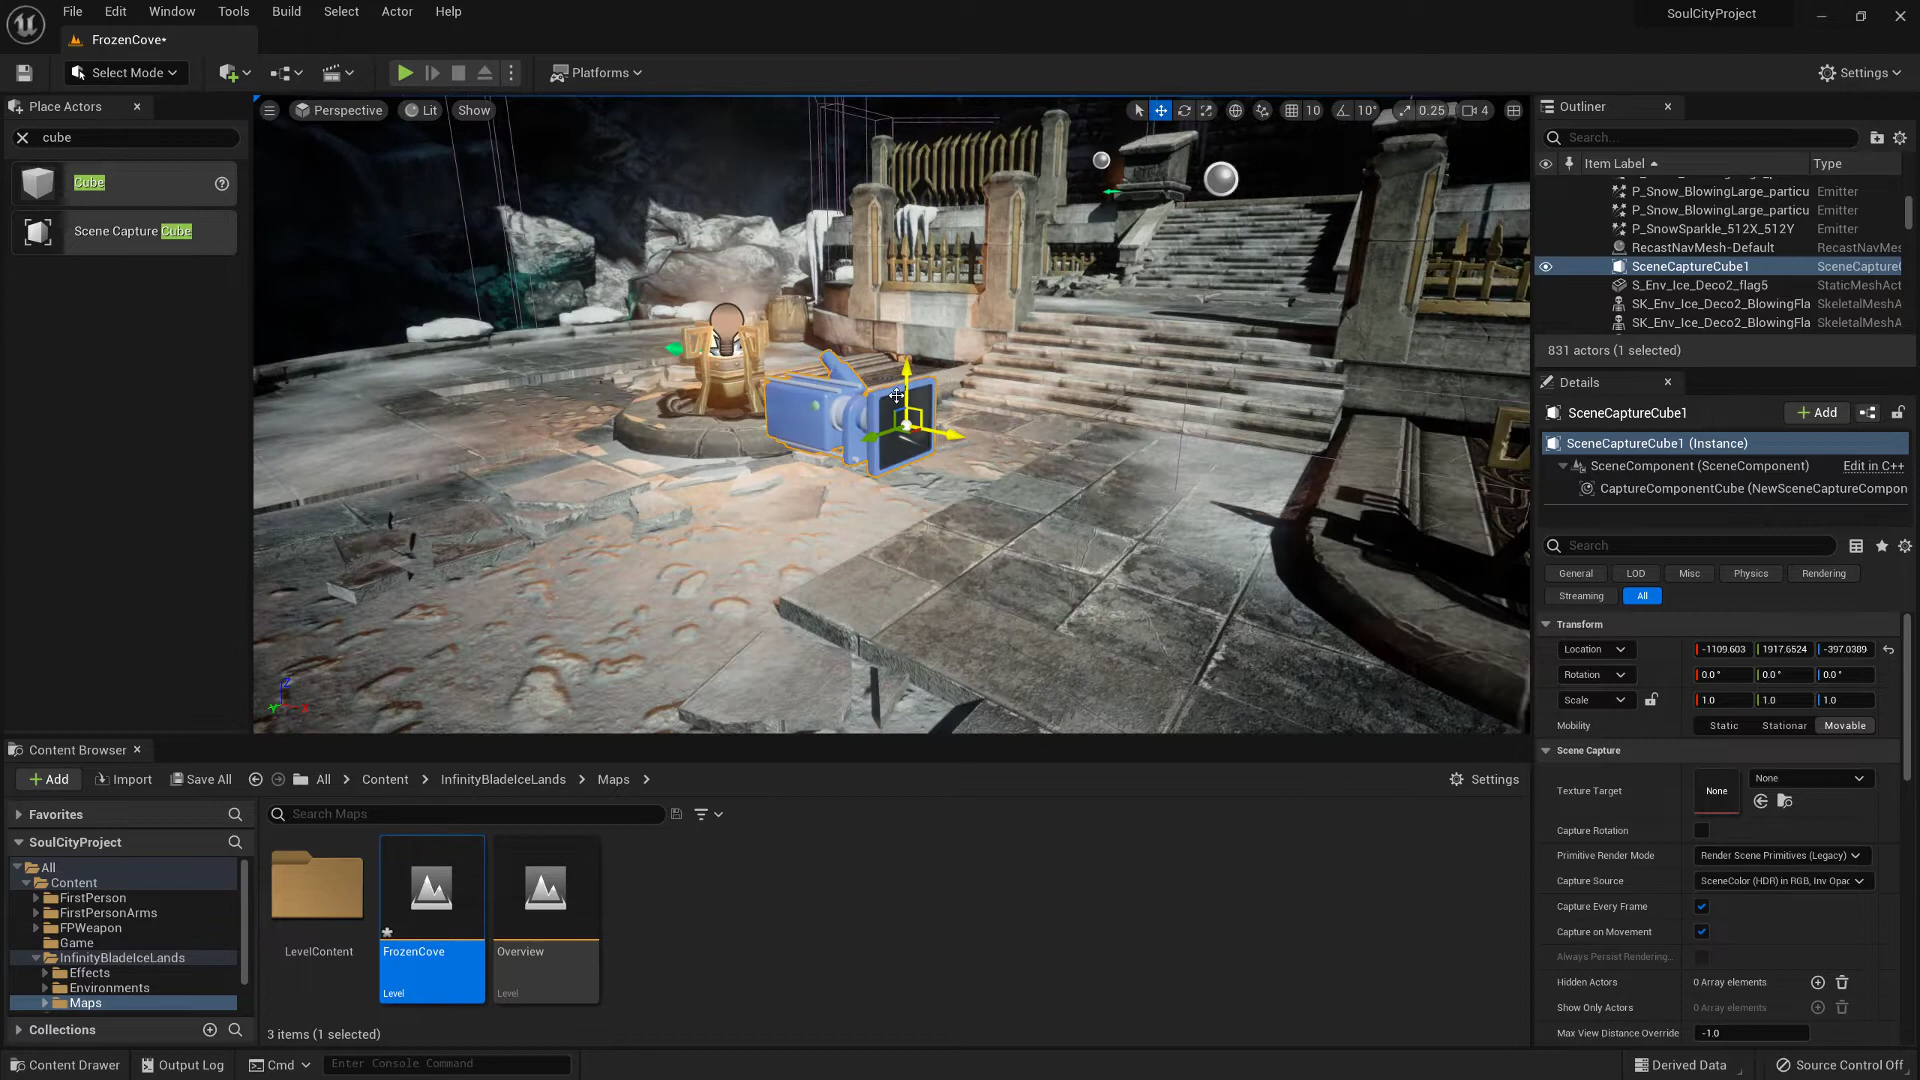 File Edit Window Tools Build Select Actor Help
SoulCityProject
FrozenCove•
Select Mode
Platforms
Settings
Place Actors
cube
Cube
Scene Capture Cube
Perspective
Lit
Show
10
10°
0.25
4
Outliner
Search...
Item Label
Type
P_Snow_BlowingLarge_particu Emitter
P_Snow_BlowingLarge_particu Emitter
P_SnowSparkle_512X_512Y Emitter
RecastNavMesh-Default RecastNavMes
SceneCaptureCube1 SceneCapture
S_Env_Ice_Deco2_flag5 StaticMeshAct
SK_Env_Ice_Deco2_BlowingFla SkeletalMeshA
SK_Env_Ice_Deco2_BlowingFla SkeletalMeshA
831 actors (1 selected)
Details
SceneCaptureCube1
Add
SceneCaptureCube1 (Instance)
SceneComponent (SceneComponent) Edit in C++
CaptureComponentCube (NewSceneCaptureCompon
Search
General LOD Misc Physics Rendering
Streaming All
Transform
Location -1109.603 1917.6524 -397.0389
Rotation 0.0° 0.0° 0.0°
Scale 1.0 1.0 1.0
Mobility Static Stationar Movable
Scene Capture
Texture Target None None
Capture Rotation
Primitive Render Mode Render Scene Primitives (Legacy)
Capture Source SceneColor (HDR) in RGB, Inv Opac
Capture Every Frame
Capture on Movement
Always Persist Rendering...
Hidden Actors 0 Array elements
Show Only Actors 0 Array elements
Max View Distance Override -1.0
Content Browser
Add Import Save All All Content InfinityBladeIceLands Maps Settings
Favorites
Search Maps
SoulCityProject
All
Content
FirstPerson
FirstPersonArms
FPWeapon
Game
InfinityBladeIceLands
Effects
Environments
Maps
Collections
LevelContent
FrozenCove
Level
Overview
Level
3 items (1 selected)
Content Drawer Output Log Cmd Enter Console Command Derived Data Source Control Off